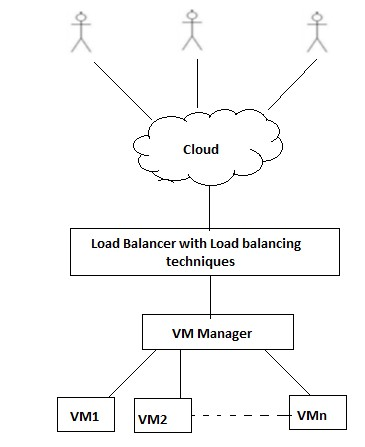 Cloud
Load Balancer with Load balancing
techniques
VM Manager
VM1
VM2
VMn